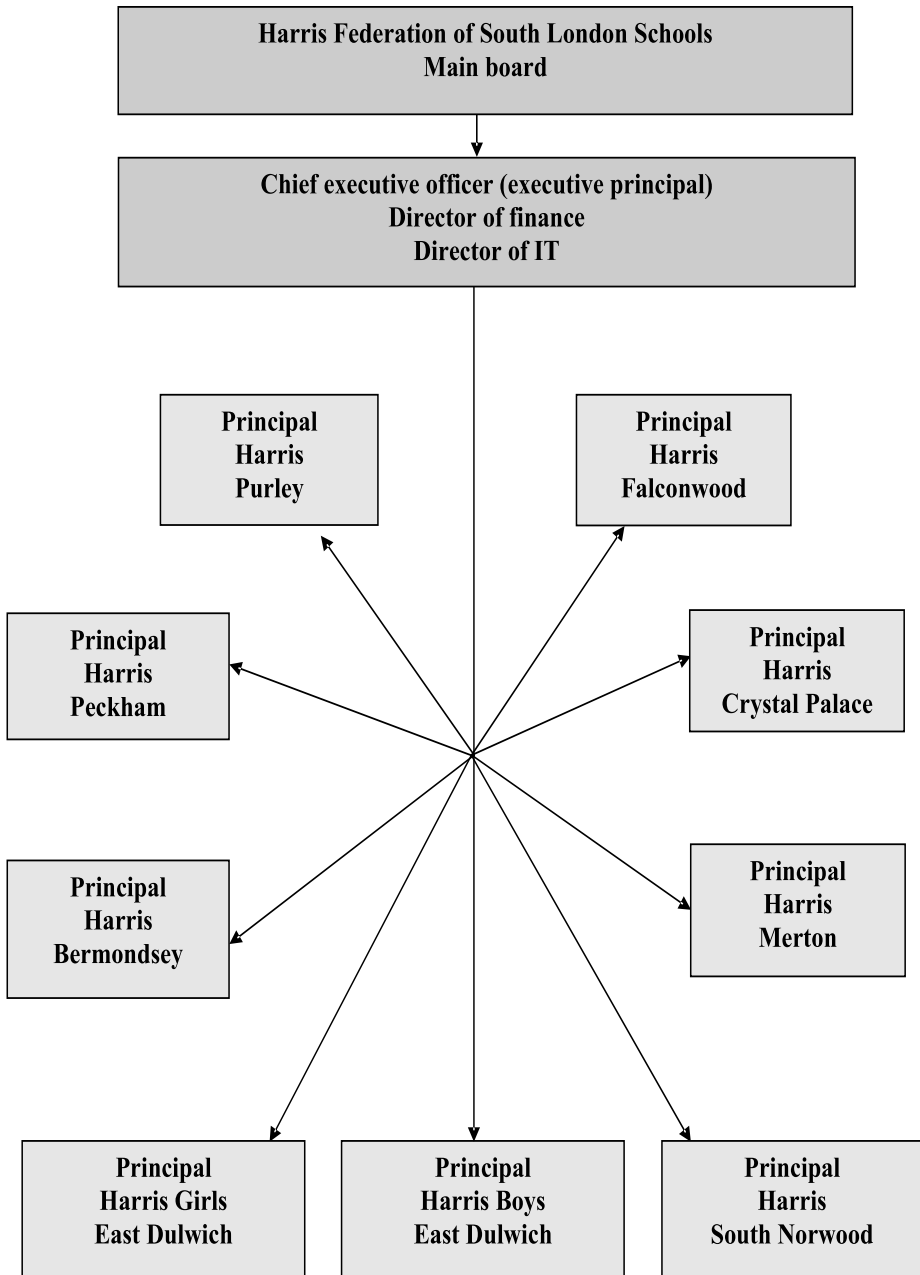 Harris Federation of South London Schools
Main board
Chief executive officer (executive principal)
Director of finance
Director of IT
Principal
Harris
Purley
Principal
Harris
Falconwood
Principal
Harris
Peckham
Principal
Harris
Crystal Palace
Principal
Harris
Bermondsey
Principal
Harris
Merton
Principal
Harris Girls
East Dulwich
Principal
Harris Boys
East Dulwich
Principal
Harris
South Norwood